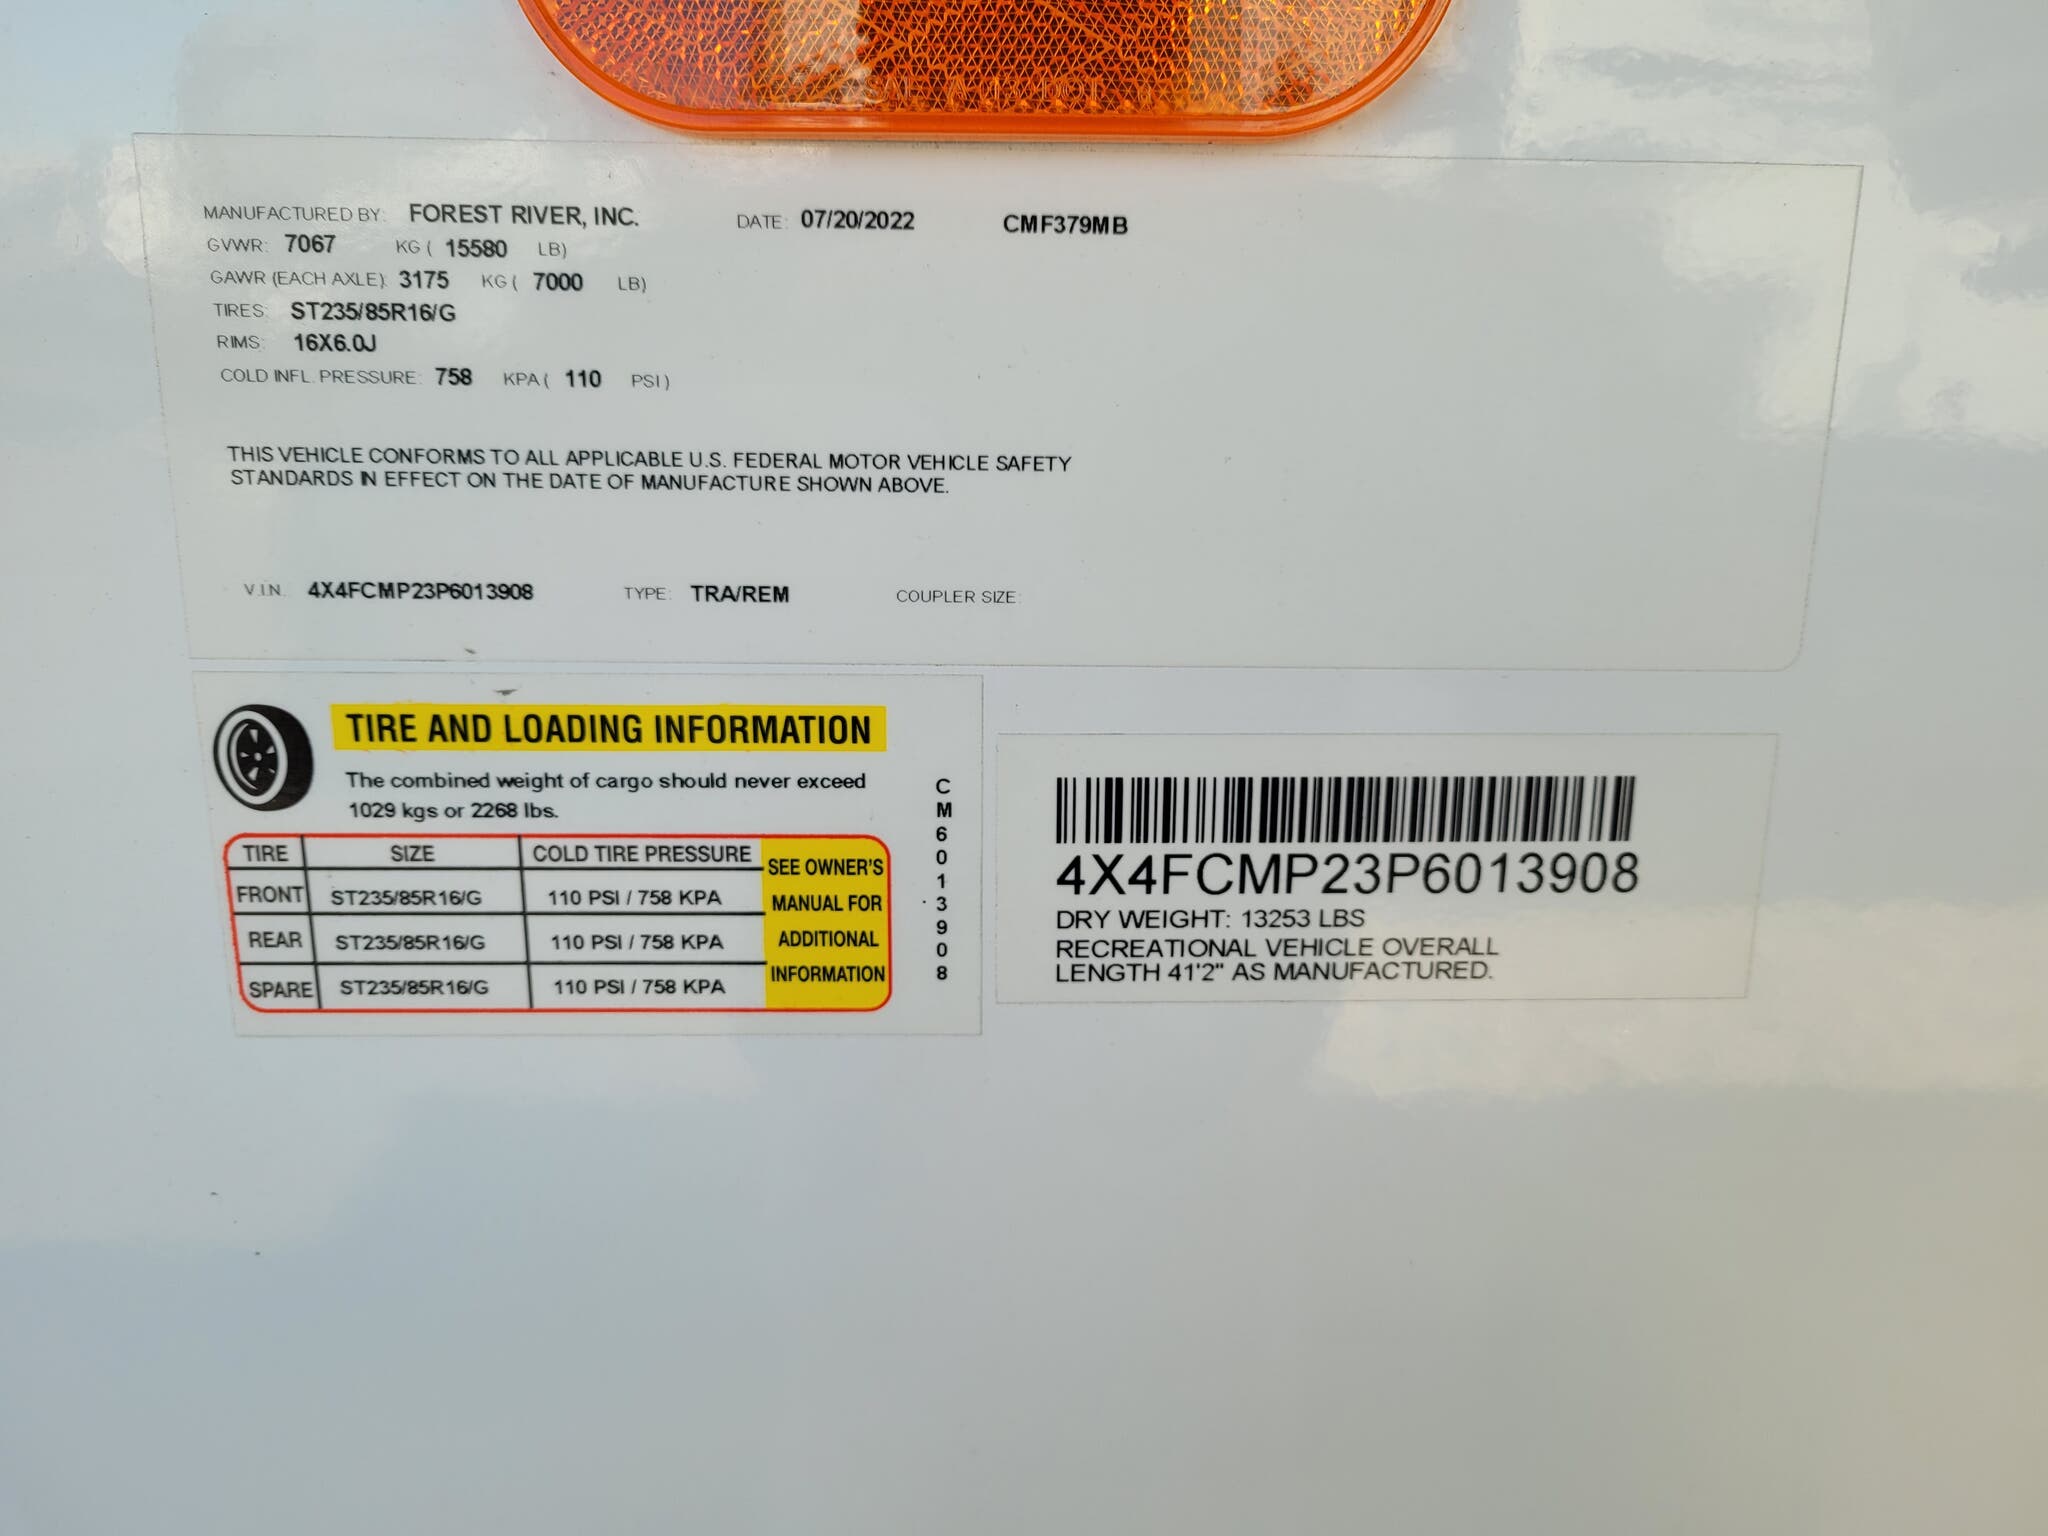 MANUFACTURED BY: FOREST RIVER, INC. DATE: 07/20/2022 CMF379MB
GVWR: 7067 KG ( 15580 LB)
GAWR (EACH AXLE): 3175 KG ( 7000 LB)
TIRES: ST235/85R16/G
RIMS: 16X6.0J
COLD INFL. PRESSURE: 758 KPA ( 110 PSI )
THIS VEHICLE CONFORMS TO ALL APPLICABLE U.S. FEDERAL MOTOR VEHICLE SAFETY
STANDARDS IN EFFECT ON THE DATE OF MANUFACTURE SHOWN ABOVE.
V.I.N. 4X4FCMP23P6013908 TYPE: TRA/REM COUPLER SIZE:
TIRE AND LOADING INFORMATION
The combined weight of cargo should never exceed
1029 kgs or 2268 lbs.
TIRE SIZE COLD TIRE PRESSURE
FRONT ST235/85R16/G 110 PSI / 758 KPA
REAR ST235/85R16/G 110 PSI / 758 KPA
SPARE ST235/85R16/G 110 PSI / 758 KPA
SEE OWNER'S
MANUAL FOR
ADDITIONAL
INFORMATION
CM6013908
4X4FCMP23P6013908
DRY WEIGHT: 13253 LBS
RECREATIONAL VEHICLE OVERALL
LENGTH 41'2" AS MANUFACTURED.